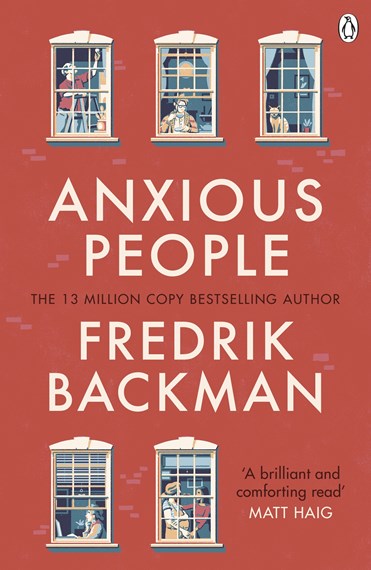 ANXIOUS
PEOPLE
THE 13 MILLION COPY BESTSELLING AUTHOR
FREDRIK
BACKMAN
‘A brilliant and
comforting read’
MATT HAIG